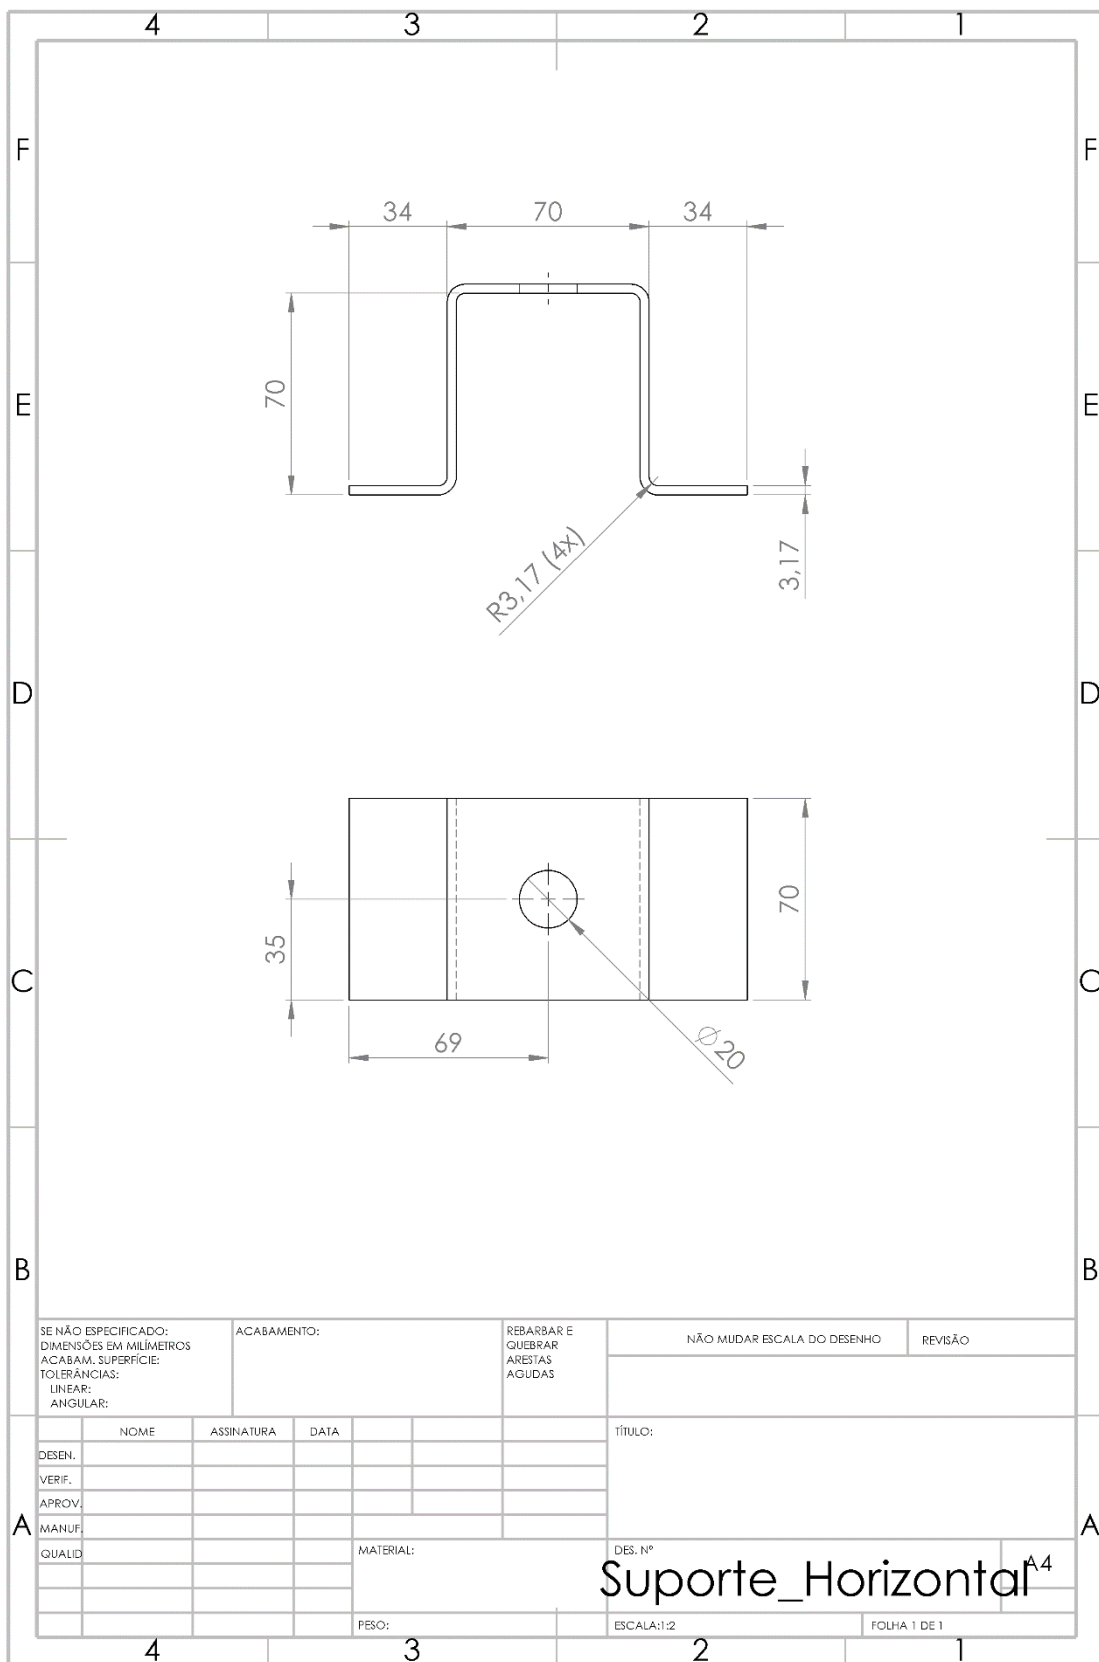 4 3 2 1
F F
34 70 34
70
E E
R3,17 (4x)
3,17
D D
70
35
C C
69
Ø20
B B
SE NÃO ESPECIFICADO:
DIMENSÕES EM MILÍMETROS
ACABAM. SUPERFÍCIE:
TOLERÂNCIAS:
LINEAR:
ANGULAR:
ACABAMENTO:
REBARBAR E
QUEBRAR
ARESTAS
AGUDAS
NÃO MUDAR ESCALA DO DESENHO
REVISÃO
NOME ASSINATURA DATA
TÍTULO:
DESEN.
VERIF.
APROV.
MANUF.
QUALID
A A
MATERIAL:
DES. Nº
Suporte_Horizontal
A4
PESO:
ESCALA:1:2
FOLHA 1 DE 1
4 3 2 1